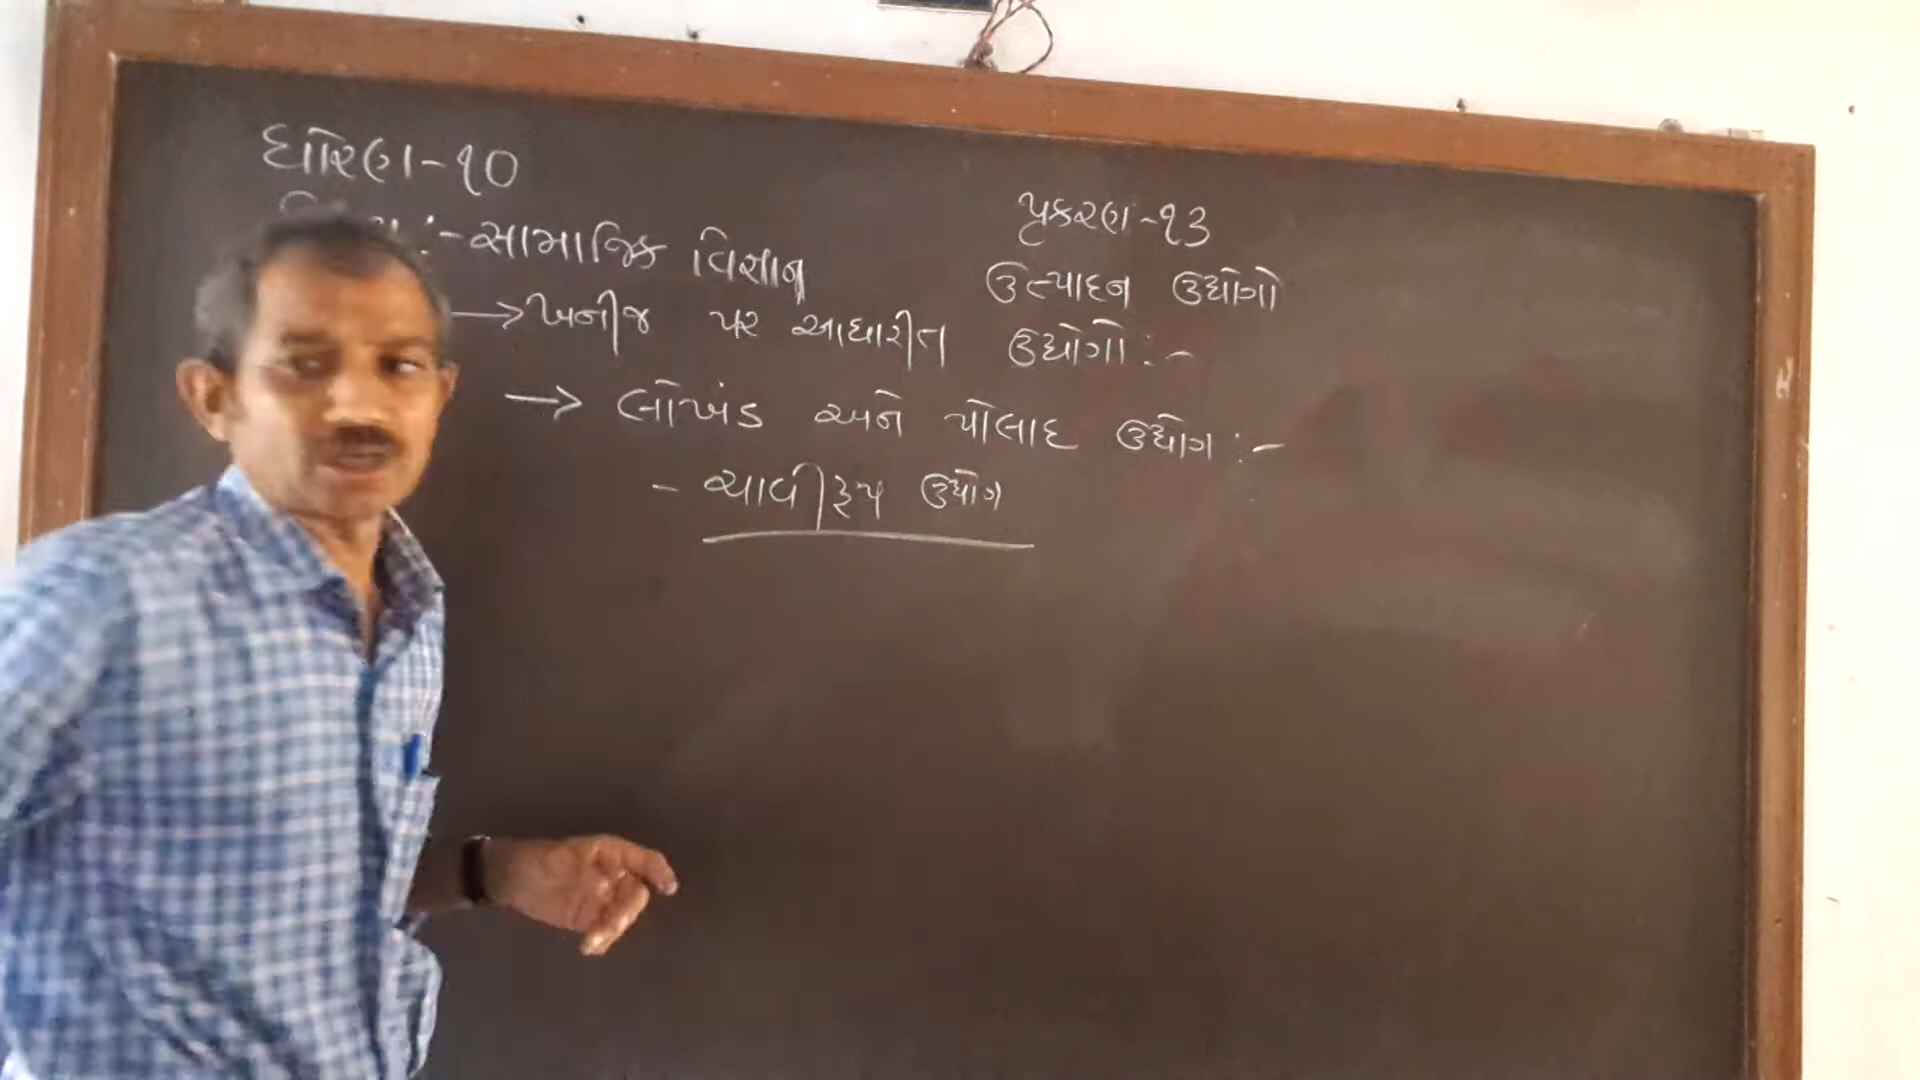 ધોરણ-૧૦
:-સામાજિક વિજ્ઞાન
પ્રકરણ-૧૩
ઉત્પાદન ઉદ્યોગો
→ખનીજ પર આધારીત ઉદ્યોગો:-
→ લોખંડ અને પોલાદ ઉદ્યોગ:-
- ચાવીરૂપ ઉદ્યોગ